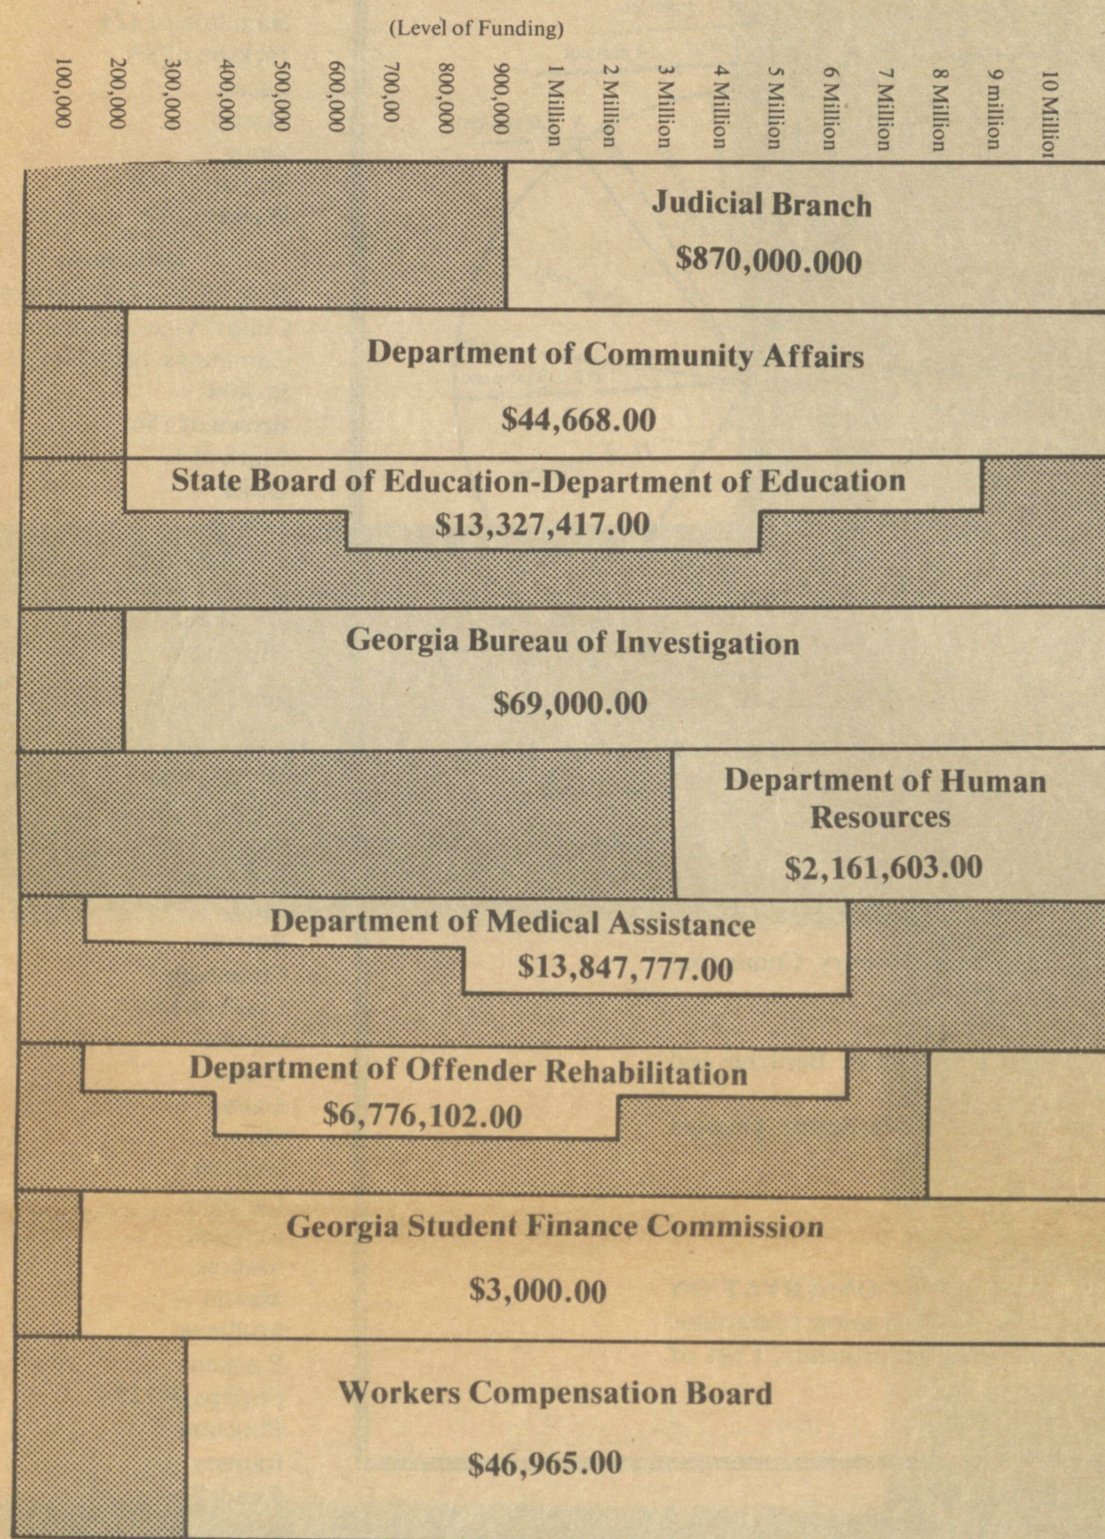 (Level of Funding)
100,000
200,000
300,000
400,000
500,000
600,000
700,00
800,000
900,000
1 Million
2 Million
3 Million
4 Million
5 Million
6 Million
7 Million
8 Million
9 million
10 Million
Judicial Branch
$870,000.000
Department of Community Affairs
$44,668.00
State Board of Education-Department of Education
$13,327,417.00
Georgia Bureau of Investigation
$69,000.00
Department of Human
Resources
$2,161,603.00
Department of Medical Assistance
$13,847,777.00
Department of Offender Rehabilitation
$6,776,102.00
Georgia Student Finance Commission
$3,000.00
Workers Compensation Board
$46,965.00